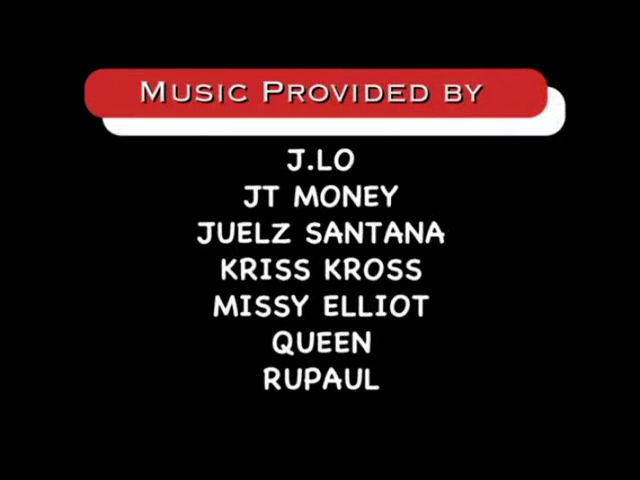 MUSIC PROVIDED BY
J.LO
JT MONEY
JUELZ SANTANA
KRISS KROSS
MISSY ELLIOT
QUEEN
RUPAUL